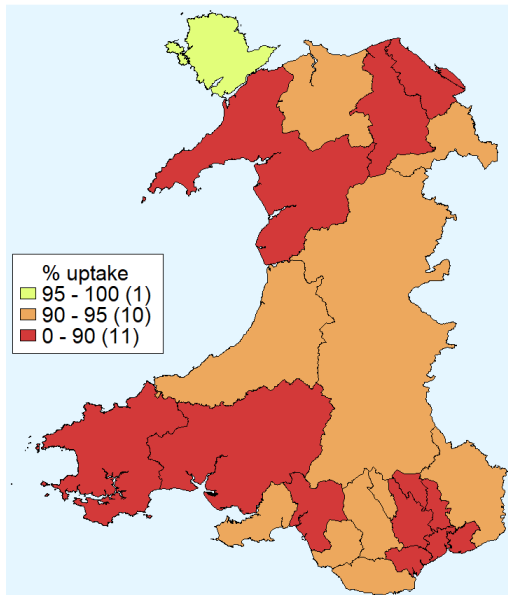 % uptake
95 - 100 (1)
90 - 95 (10)
0 - 90 (11)